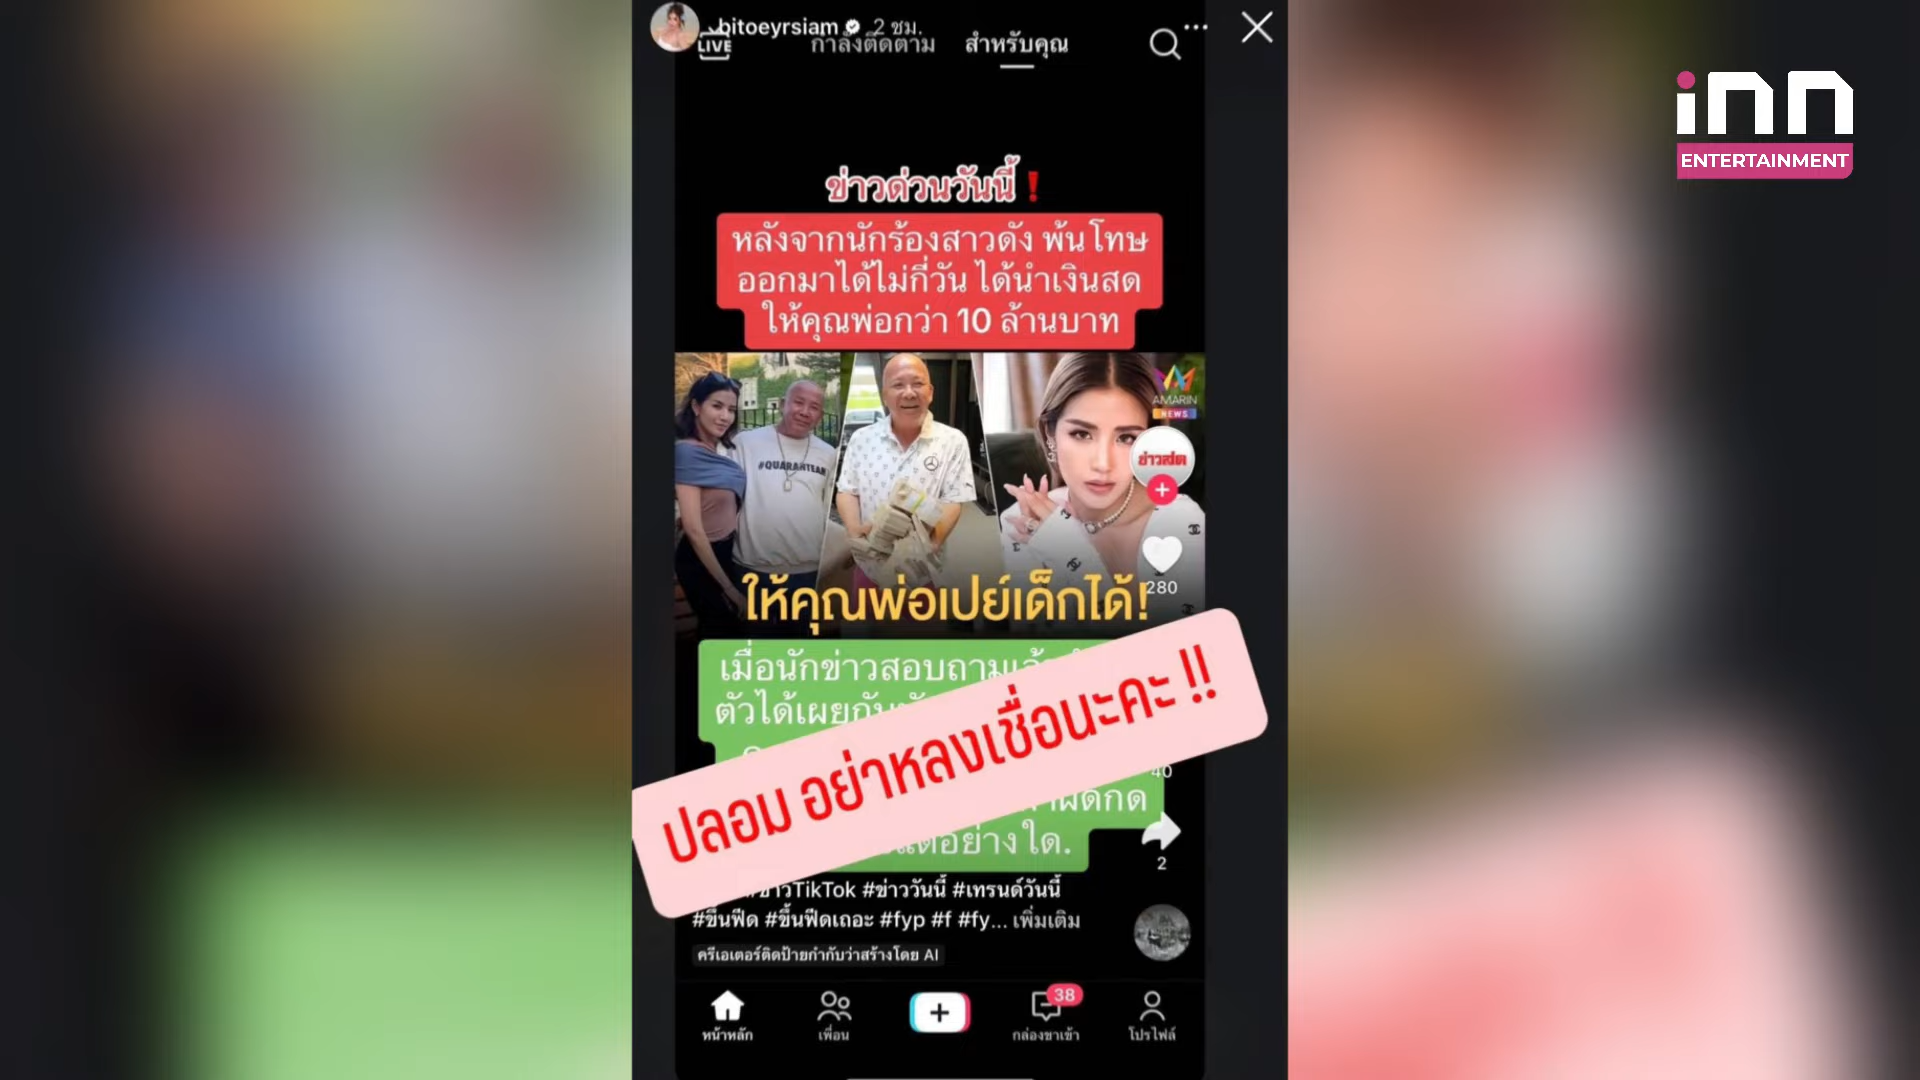 bitoeyrsiam 2 ชม.
LIVE
กำลังติดตาม สำหรับคุณ
inn
ENTERTAINMENT
ข่าวด่วนวันนี้❗
หลังจากนักร้องสาวดัง พ้นโทษ
ออกมาได้ไม่กี่วัน ได้นำเงินสด
ให้คุณพ่อกว่า 10 ล้านบาท
AMARIN
NEWS
#QUARANTEAM
ข่าวสด
280
ให้คุณพ่อเปย์เด็กได้!
เมื่อนักข่าวสอบถาม
ตัวได้เผยกับ
ปลอม อย่าหลงเชื่อนะคะ !!
40
ผิดกด
แต่อย่างใด.
2
#ข่าวTikTok #ข่าววันนี้ #เทรนด์วันนี้
#ขึ้นฟีด #ขึ้นฟีดเถอะ #fyp #f #fy... เพิ่มเติม
ครีเอเตอร์ติดป้ายกำกับว่าสร้างโดย AI
38
หน้าหลัก เพื่อน กล่องขาเข้า โปรไฟล์